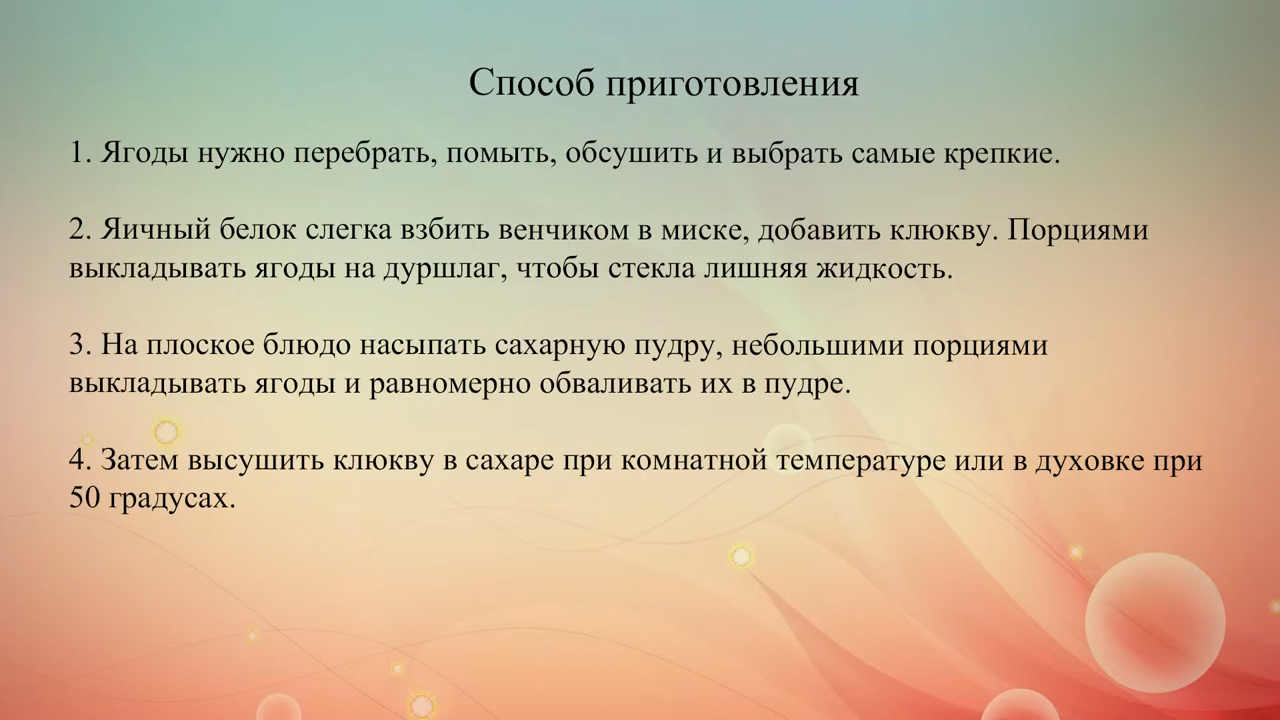 Способ приготовления
1. Ягоды нужно перебрать, помыть, обсушить и выбрать самые крепкие.
2. Яичный белок слегка взбить венчиком в миске, добавить клюкву. Порциями
выкладывать ягоды на дуршлаг, чтобы стекла лишняя жидкость.
3. На плоское блюдо насыпать сахарную пудру, небольшими порциями
выкладывать ягоды и равномерно обваливать их в пудре.
4. Затем высушить клюкву в сахаре при комнатной температуре или в духовке при
50 градусах.